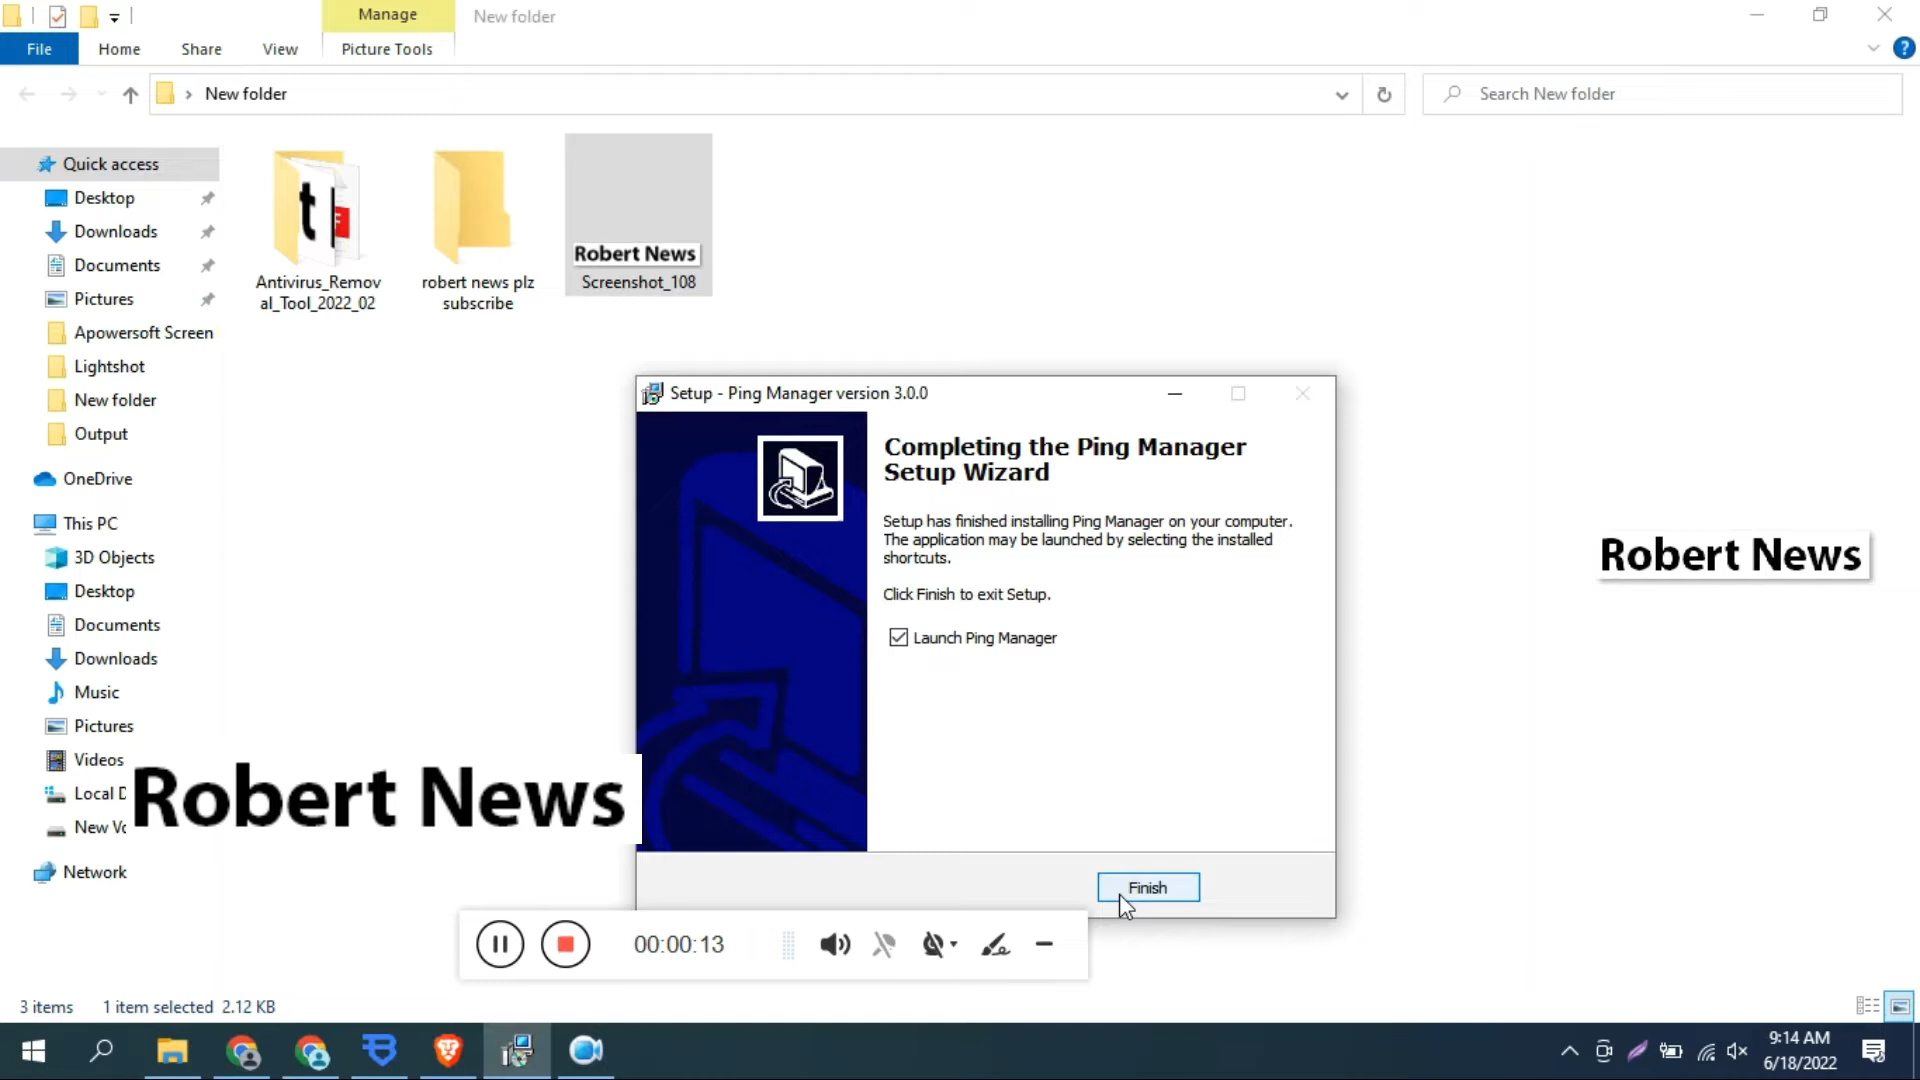 Manage
New folder
File
Home
Share
View
Picture Tools
New folder
Search New folder
Quick access
Desktop
Downloads
Documents
Pictures
Apowersoft Screen
Lightshot
New folder
Output
OneDrive
This PC
3D Objects
Desktop
Documents
Downloads
Music
Pictures
Videos
Local D
New Vo
Network
Antivirus_Remov
al_Tool_2022_02
robert news plz
subscribe
Robert News
Screenshot_108
Setup - Ping Manager version 3.0.0
Completing the Ping Manager
Setup Wizard
Setup has finished installing Ping Manager on your computer.
The application may be launched by selecting the installed
shortcuts.
Click Finish to exit Setup.
Launch Ping Manager
Finish
Robert News
Robert News
00:00:13
3 items
1 item selected 2.12 KB
9:14 AM
6/18/2022